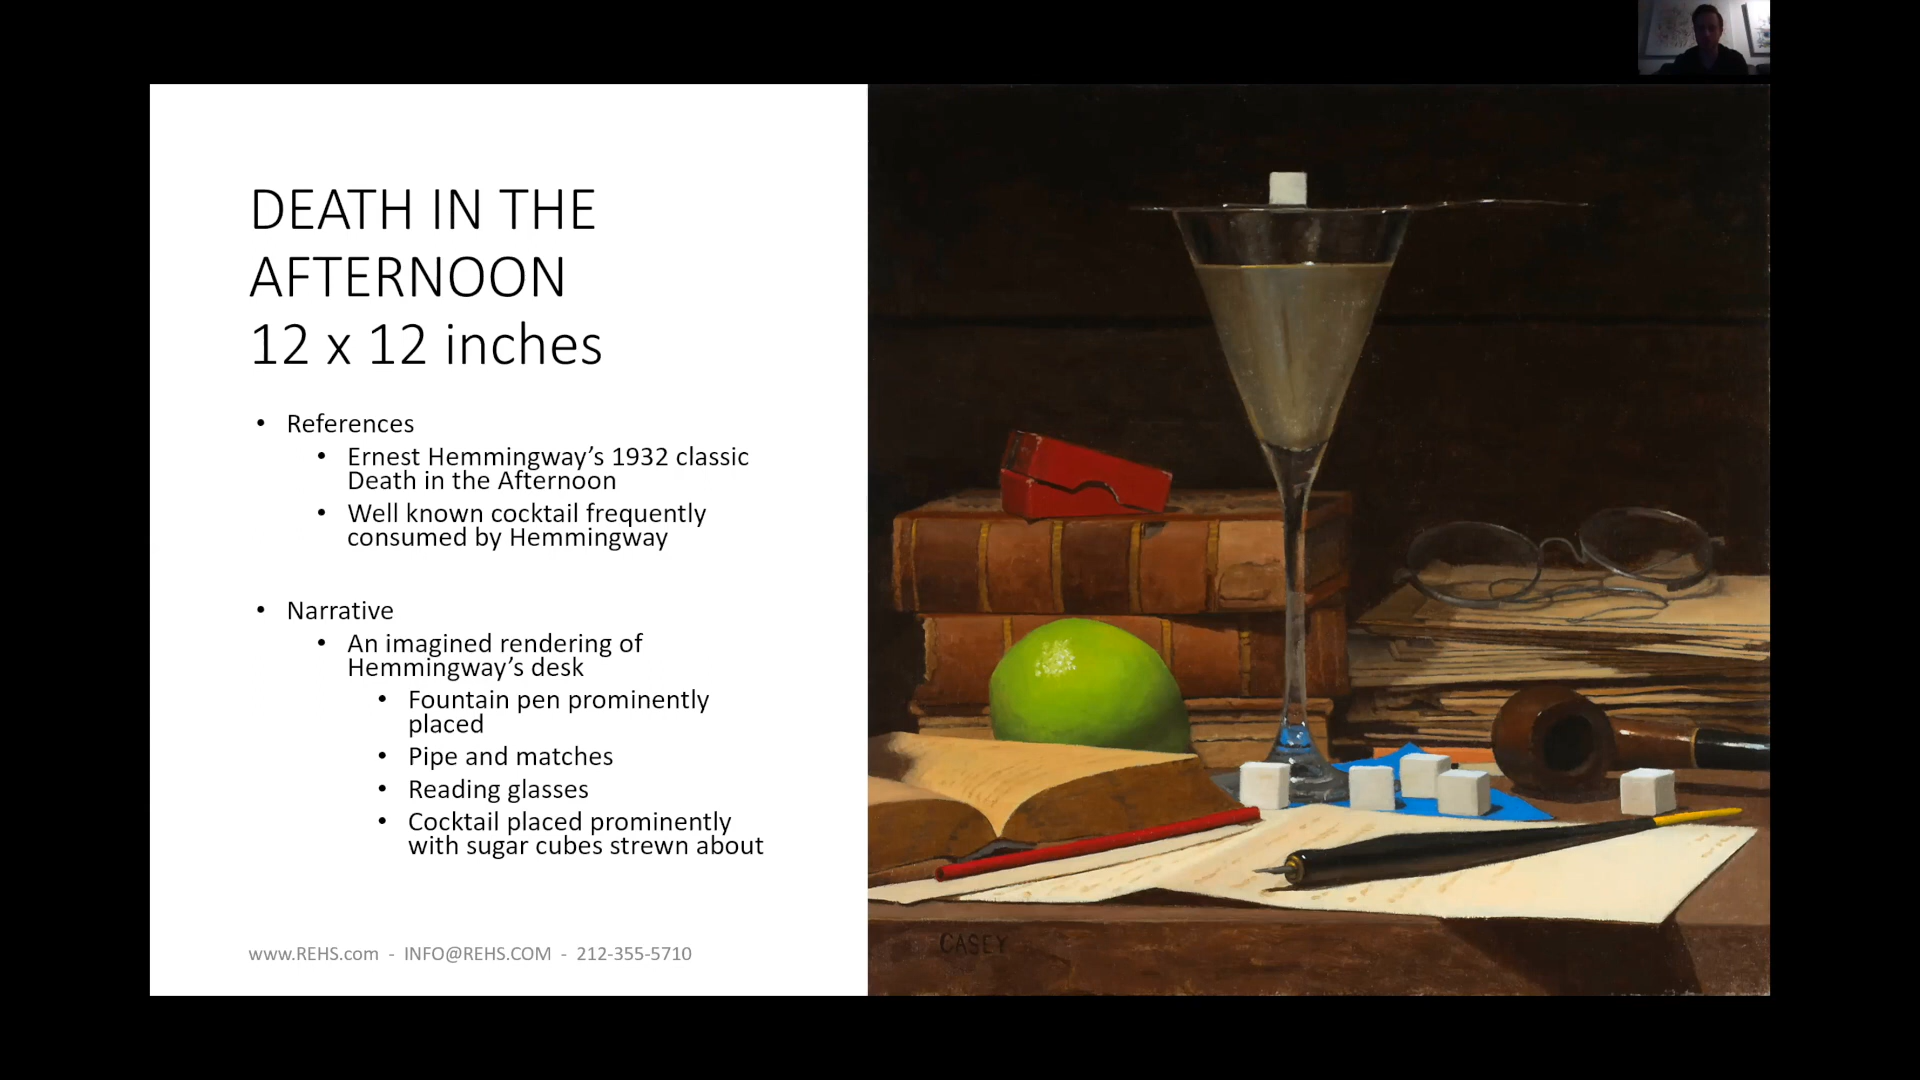 DEATH IN THE
AFTERNOON
12 x 12 inches
• References
• Ernest Hemmingway’s 1932 classic
Death in the Afternoon
• Well known cocktail frequently
consumed by Hemmingway
• Narrative
• An imagined rendering of
Hemmingway’s desk
• Fountain pen prominently
placed
• Pipe and matches
• Reading glasses
• Cocktail placed prominently
with sugar cubes strewn about
www.REHS.com - INFO@REHS.COM - 212-355-5710
CASEY